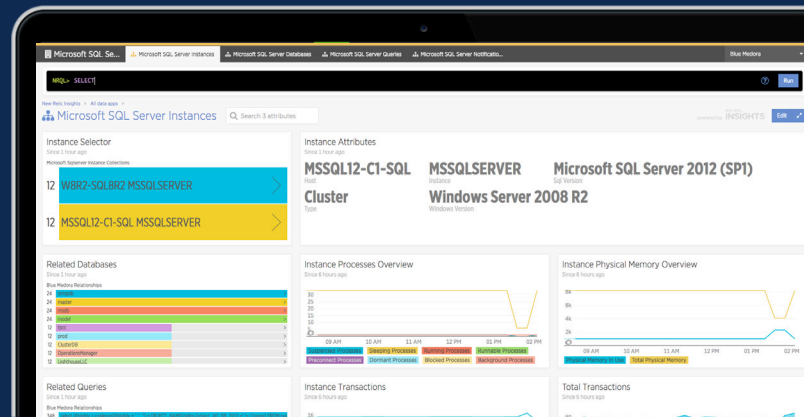 Microsoft SQL Se...
Microsoft SQL Server Instances
Microsoft SQL Server Databases
Microsoft SQL Server Queries
Microsoft SQL Server Notificatio...
Blue Medora
NRQL> SELECT
Run
New Relic Insights > All data apps >
Microsoft SQL Server Instances
Search 3 attributes
INSIGHTS
Edit
Instance Selector
Since 1 hour ago
Microsoft Sqlserver Instance Collections
12 W8R2-SQL8R2 MSSQLSERVER
12 MSSQL12-C1-SQL MSSQLSERVER
Instance Attributes
Since 1 hour ago
MSSQL12-C1-SQL
Host
MSSQLSERVER
Instance
Microsoft SQL Server 2012 (SP1)
Sql Version
Cluster
Type
Windows Server 2008 R2
Windows Version
Related Databases
Since 1 hour ago
Blue Medora Relationships
24 tempdb
24 master
24 msdb
24 model
12 test
12 prod
12 ClusterDB
12 OperationsManager
12 LighthouseLLC
Instance Processes Overview
Since 6 hours ago
30
25
20
15
10
09 AM
10 AM
11 AM
12 PM
01 PM
02 PM
Suspended Processes
Sleeping Processes
Running Processes
Runnable Processes
Preconnect Processes
Dormant Processes
Blocked Processes
Background Processes
Instance Physical Memory Overview
Since 6 hours ago
8k
6k
4k
2k
09 AM
10 AM
11 AM
12 PM
01 PM
02 PM
Physical Memory In Use
Total Physical Memory
Related Queries
Since 1 hour ago
Blue Medora Relationships
Instance Transactions
Since 6 hours ago
Total Transactions
Since 6 hours ago